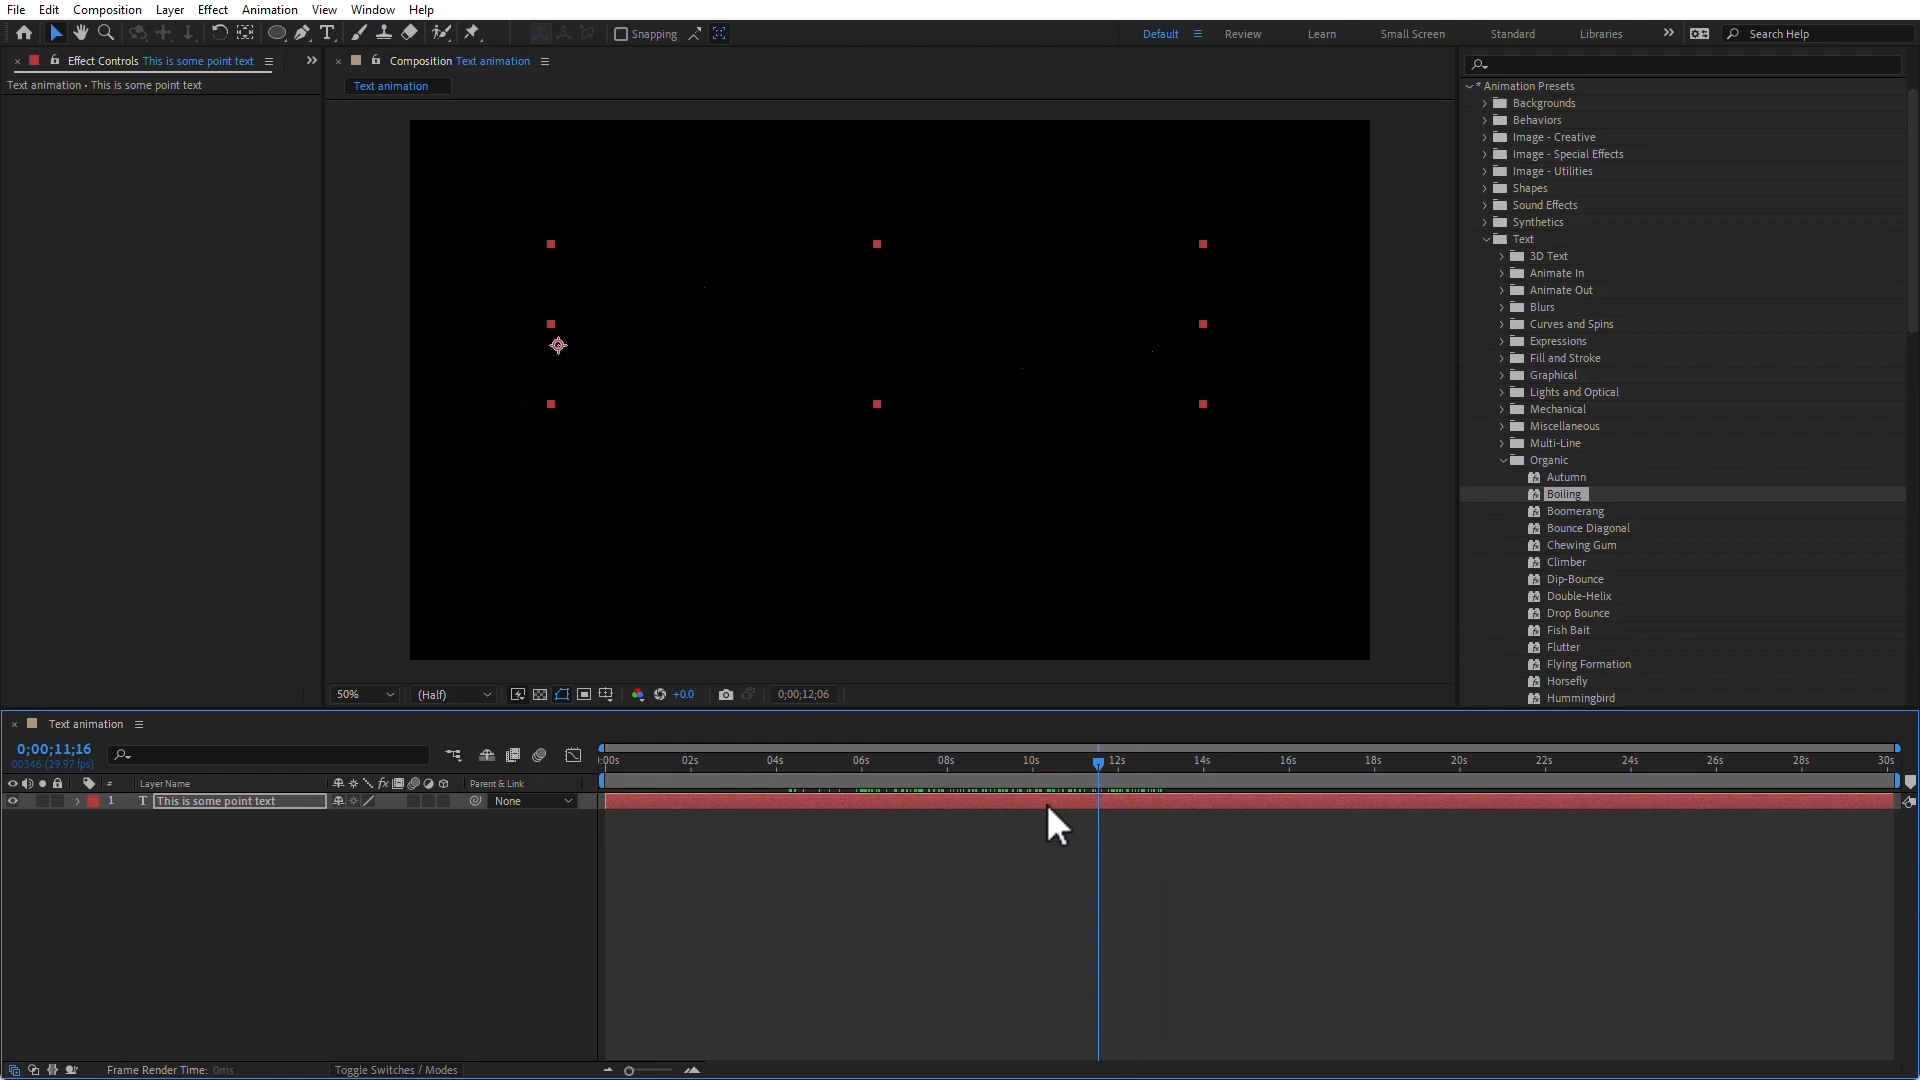 File Edit Composition Layer Effect Animation View Window Help
Snapping Default Review Learn Small Screen Standard Libraries Search Help
Effect Controls This is some point text
Composition Text animation
Text animation • This is some point text
Text animation
* Animation Presets
Backgrounds
Behaviors
Image - Creative
Image - Special Effects
Image - Utilities
Shapes
Sound Effects
Synthetics
Text
3D Text
Animate In
Animate Out
Blurs
Curves and Spins
Expressions
Fill and Stroke
Graphical
Lights and Optical
Mechanical
Miscellaneous
Multi-Line
Organic
Autumn
Boiling
Boomerang
Bounce Diagonal
Chewing Gum
Climber
Dip-Bounce
Double-Helix
Drop Bounce
Fish Bait
Flutter
Flying Formation
Horsefly
Hummingbird
50% (Half) +0.0 0;00;12;06
Text animation
0;00;11;16
00346 (29.97 fps)
:00s 02s 04s 06s 08s 10s 12s 14s 16s 18s 20s 22s 24s 26s 28s 30s
# Layer Name fx Parent & Link
1 T This is some point text None
Frame Render Time: 0ms Toggle Switches / Modes